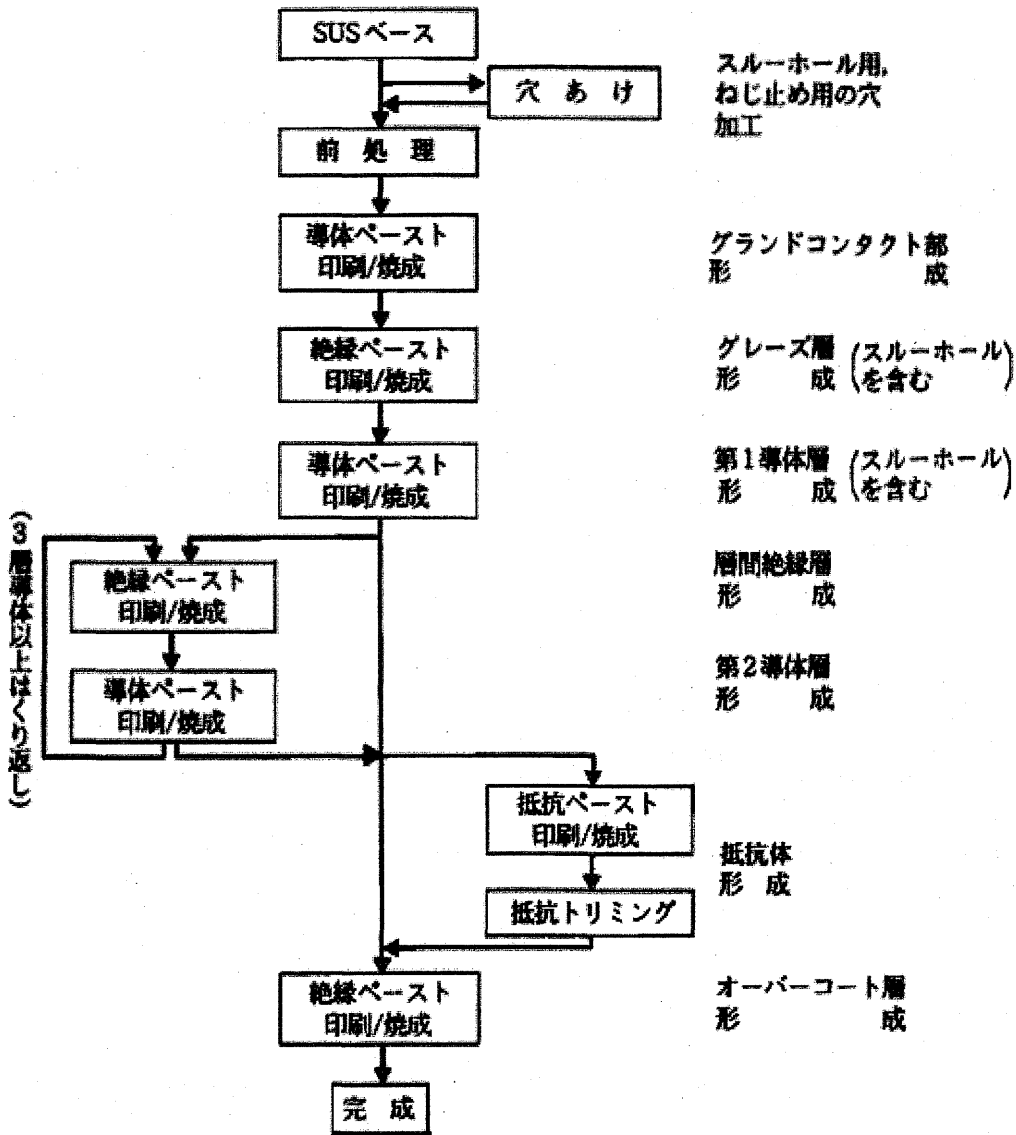 SUSベース
穴あけ
スルーホール用,
ねじ止め用の穴
加工
前処理
導体ペースト
印刷/焼成
グランドコンタクト部
形成
絶縁ペースト
印刷/焼成
グレーズ層(スルーホール)
形成(を含む)
導体ペースト
印刷/焼成
第1導体層(スルーホール)
形成(を含む)
(3層導体以上はくり返し)
絶縁ペースト
印刷/焼成
層間絶縁層
形成
導体ペースト
印刷/焼成
第2導体層
形成
抵抗ペースト
印刷/焼成
抵抗体
形成
抵抗トリミング
絶縁ペースト
印刷/焼成
オーバーコート層
形成
完成